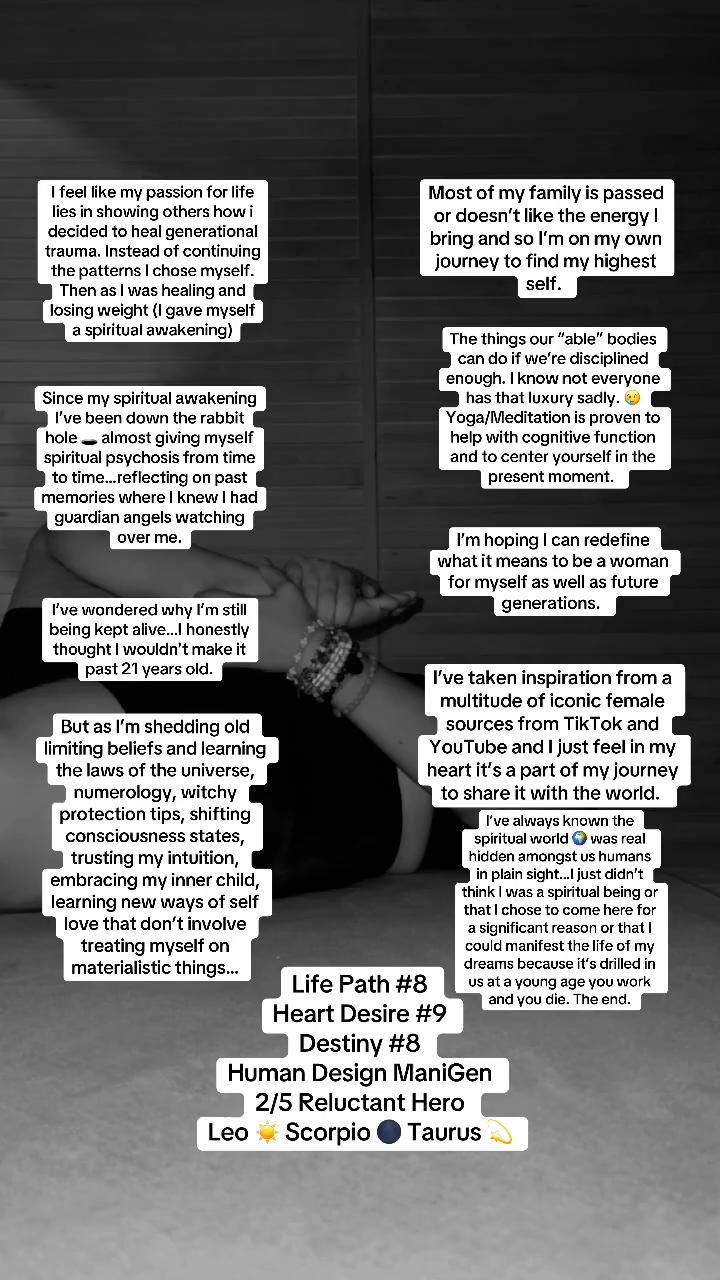 I feel like my passion for life
lies in showing others how i
decided to heal generational
trauma. Instead of continuing
the patterns I chose myself.
Then as I was healing and
losing weight (I gave myself
a spiritual awakening)
Since my spiritual awakening
I've been down the rabbit
hole 🕳️ almost giving myself
spiritual psychosis from time
to time...reflecting on past
memories where I knew I had
guardian angels watching
over me.
I've wondered why I'm still
being kept alive...I honestly
thought I wouldn't make it
past 21 years old.
But as I'm shedding old
limiting beliefs and learning
the laws of the universe,
numerology, witchy
protection tips, shifting
consciousness states,
trusting my intuition,
embracing my inner child,
learning new ways of self
love that don't involve
treating myself on
materialistic things...
Most of my family is passed
or doesn't like the energy I
bring and so I'm on my own
journey to find my highest
self.
The things our “able” bodies
can do if we're disciplined
enough. I know not everyone
has that luxury sadly. 😢
Yoga/Meditation is proven to
help with cognitive function
and to center yourself in the
present moment.
I'm hoping I can redefine
what it means to be a woman
for myself as well as future
generations.
I've taken inspiration from a
multitude of iconic female
sources from TikTok and
YouTube and I just feel in my
heart it's a part of my journey
to share it with the world.
I've always known the
spiritual world 🌍 was real
hidden amongst us humans
in plain sight...I just didn't
think I was a spiritual being or
that I chose to come here for
a significant reason or that I
could manifest the life of my
dreams because it's drilled in
us at a young age you work
and you die. The end.
Life Path #8
Heart Desire #9
Destiny #8
Human Design ManiGen
2/5 Reluctant Hero
Leo ☀️ Scorpio 🌑 Taurus 💫